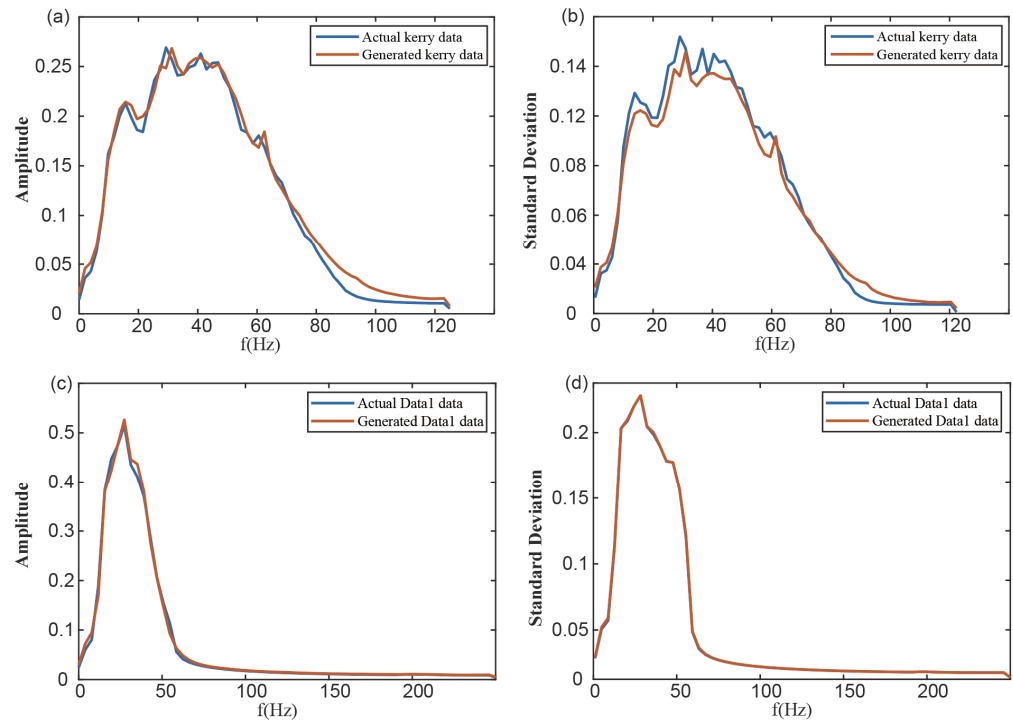 (a)
Actual kerry data
Generated kerry data
0.25
0.2
0.15
0.1
0.05
0
Amplitude
0 20 40 60 80 100 120
f(Hz)
(b)
Actual kerry data
Generated kerry data
0.14
0.12
0.08
0.06
0.04
0
Standard Deviation
0 20 40 60 80 100 120
f(Hz)
(c)
Actual Data1 data
Generated Data1 data
0.5
0.4
0.3
0.2
0.1
0
Amplitude
0 50 100 150 200
f(Hz)
(d)
Actual Data1 data
Generated Data1 data
0.2
0.15
0.1
0.05
0
Standard Deviation
0 50 100 150 200
f(Hz)